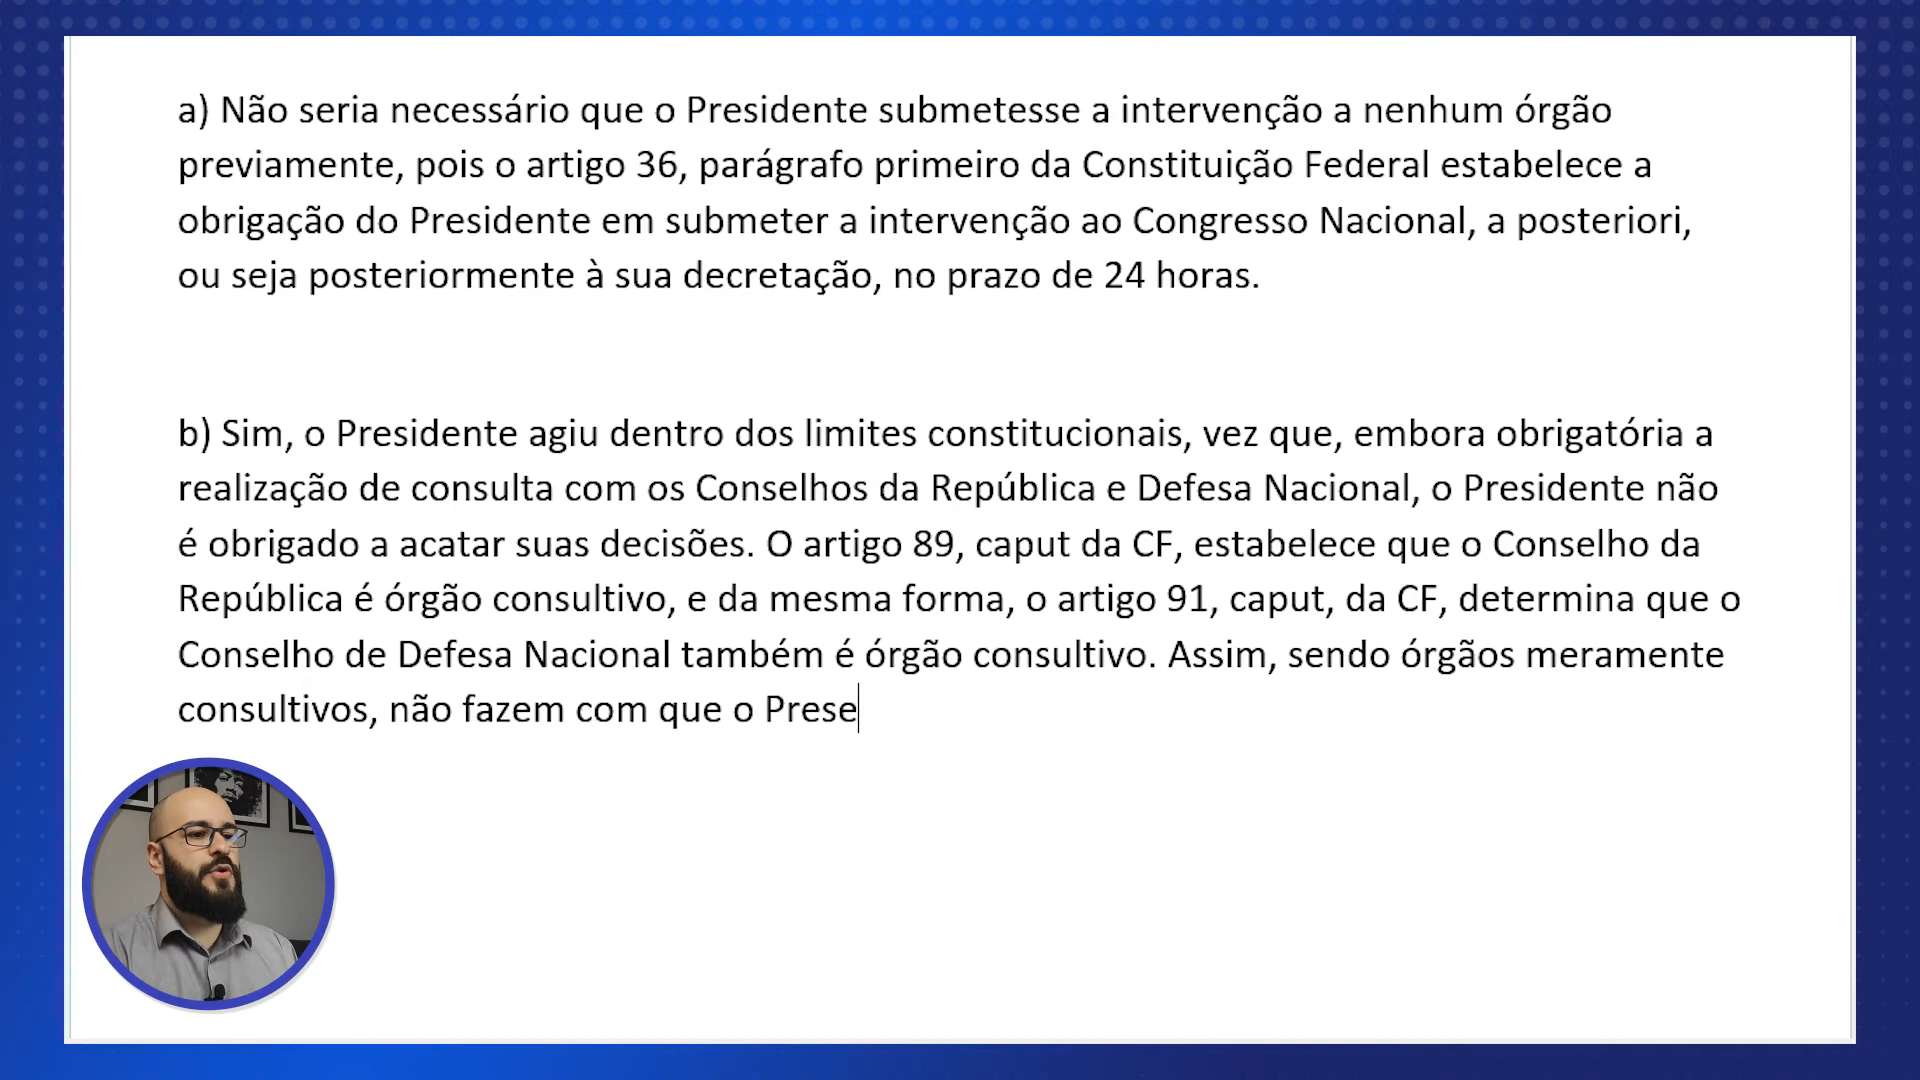 a) Não seria necessário que o Presidente submetesse a intervenção a nenhum órgão
previamente, pois o artigo 36, parágrafo primeiro da Constituição Federal estabelece a
obrigação do Presidente em submeter a intervenção ao Congresso Nacional, a posteriori,
ou seja posteriormente à sua decretação, no prazo de 24 horas.
b) Sim, o Presidente agiu dentro dos limites constitucionais, vez que, embora obrigatória a
realização de consulta com os Conselhos da República e Defesa Nacional, o Presidente não
é obrigado a acatar suas decisões. O artigo 89, caput da CF, estabelece que o Conselho da
República é órgão consultivo, e da mesma forma, o artigo 91, caput, da CF, determina que o
Conselho de Defesa Nacional também é órgão consultivo. Assim, sendo órgãos meramente
consultivos, não fazem com que o Prese